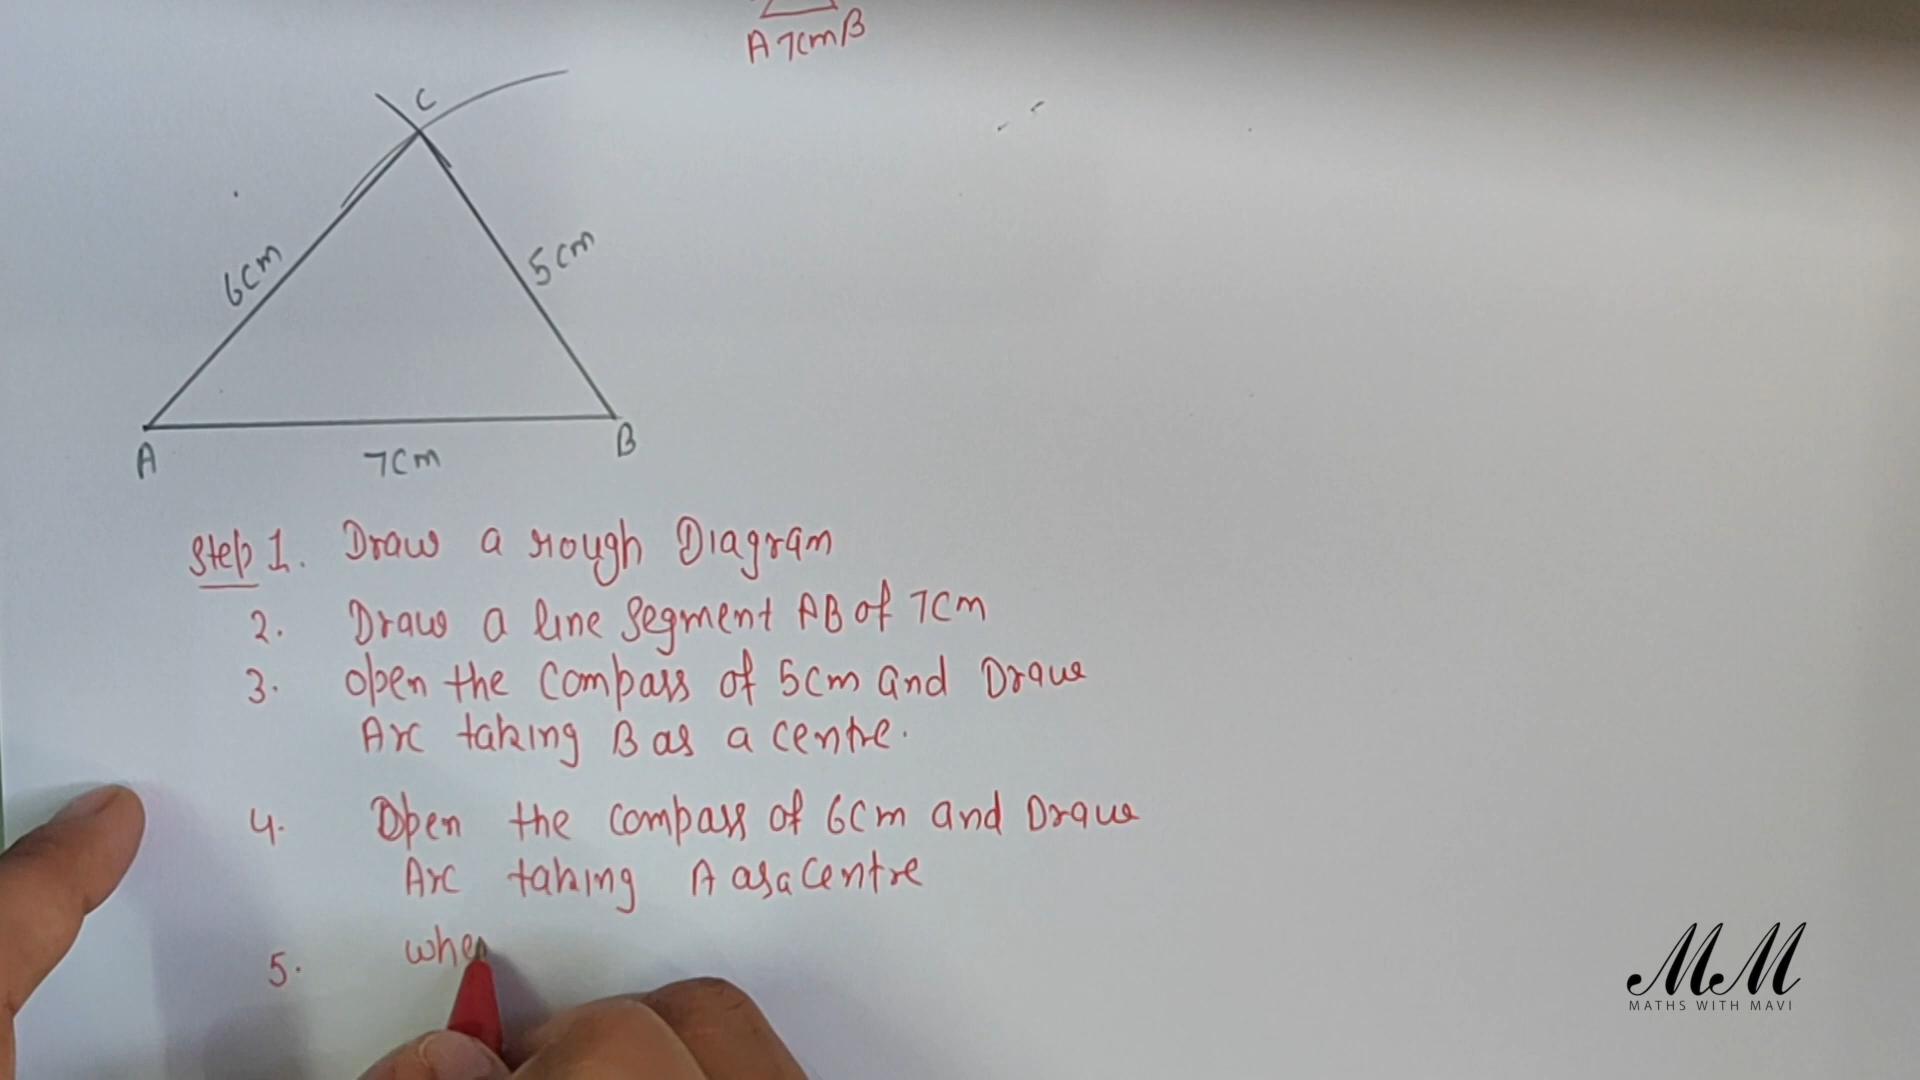 A 7cm B
C
6cm
5cm
A
7cm
B
Step 1. Draw a rough Diagram
2. Draw a line segment AB of 7cm
3. Open the compass of 5cm and Draw
Arc taking B as a centre.
4. Open the compass of 6cm and Draw
Arc taking A as a centre
5. whe
MM
MATHS WITH MAVI